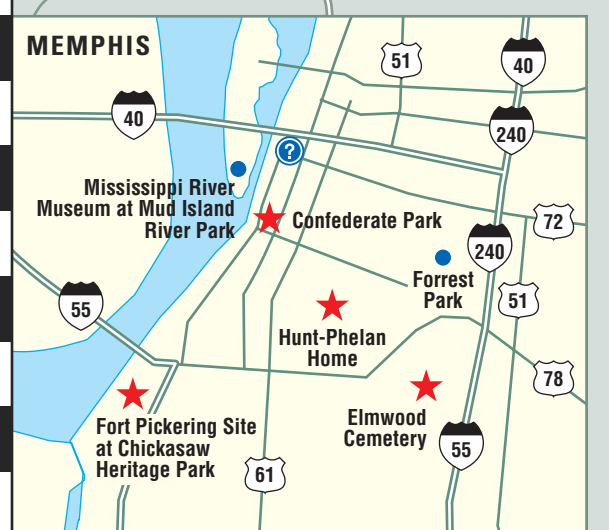 MEMPHIS
51
40
40
240
?
Mississippi River
Museum at Mud Island
River Park
Confederate Park
72
240
Forrest
Park
51
55
Hunt-Phelan
Home
78
Elmwood
Cemetery
Fort Pickering Site
at Chickasaw
Heritage Park
55
61